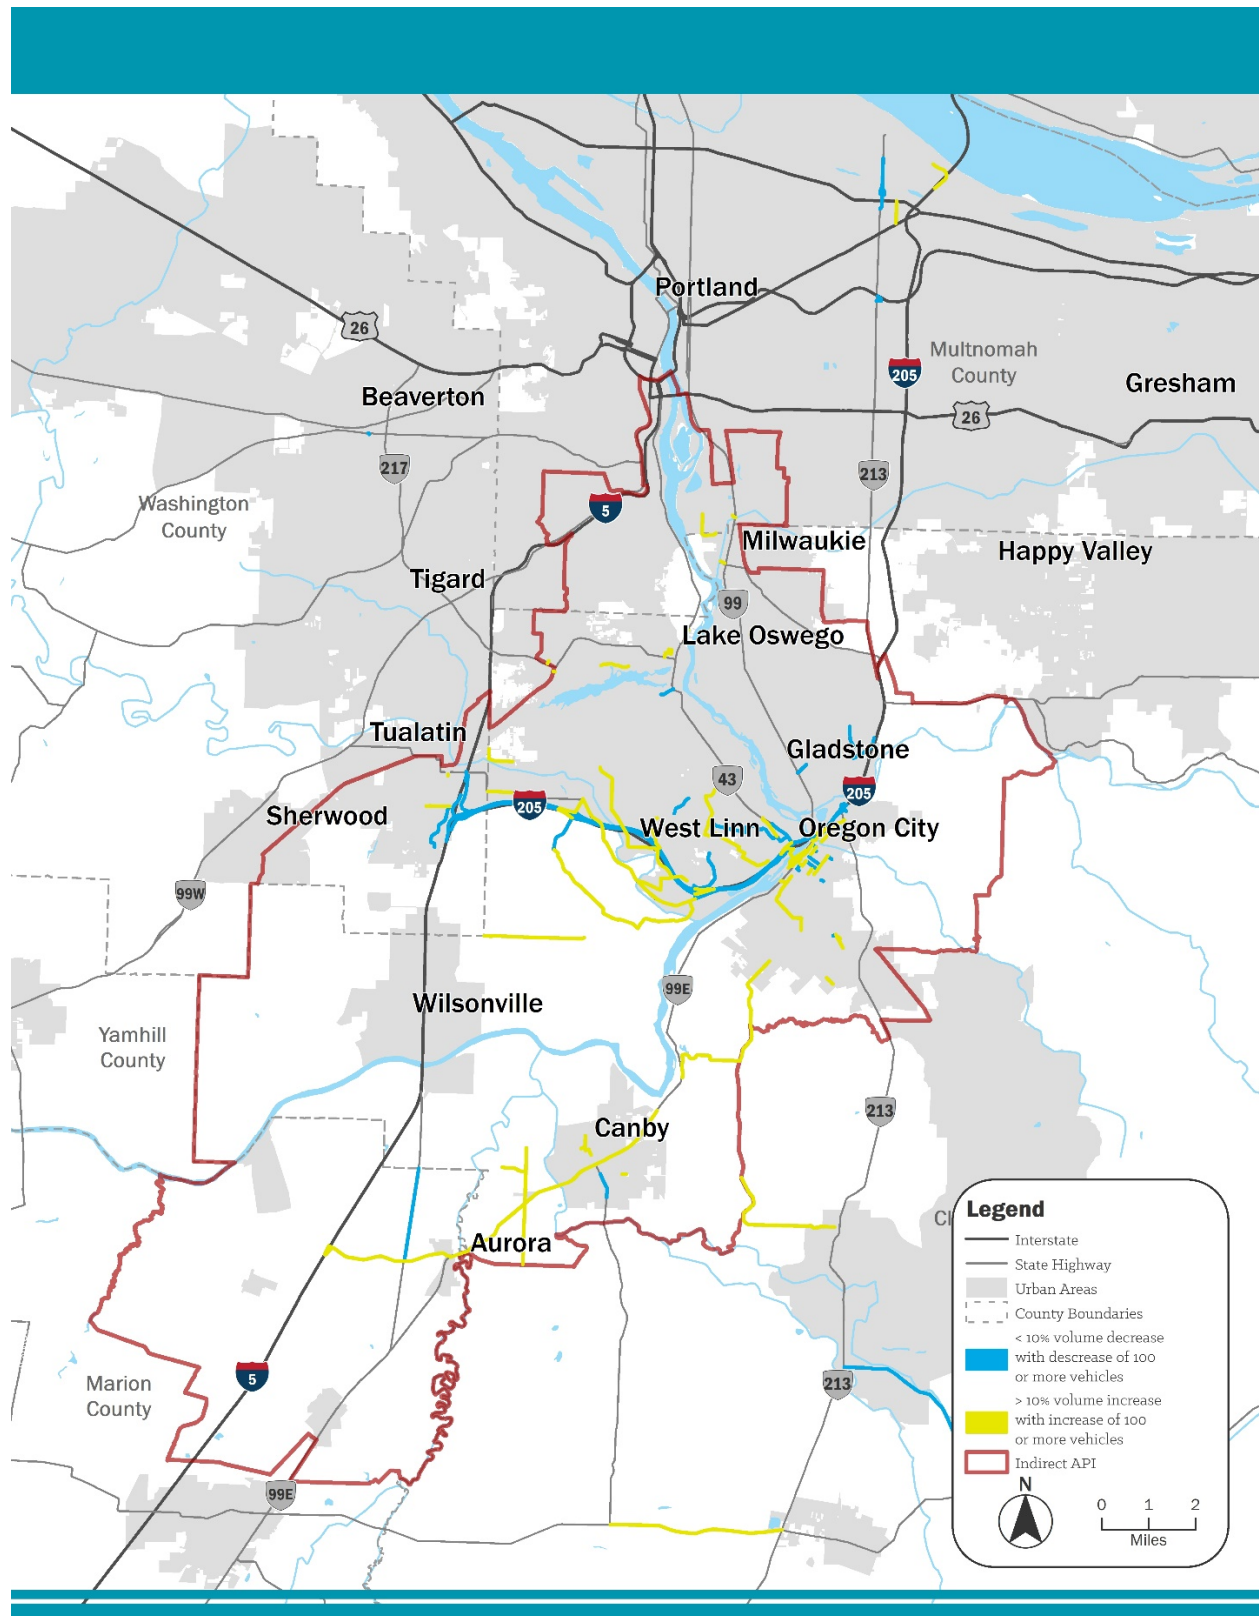 Portland
26
Multnomah
County
205
Beaverton
Gresham
26
217
213
Washington
County
5
Milwaukie
Happy Valley
Tigard
99
Lake Oswego
Tualatin
Gladstone
43
205
205
Sherwood
West Linn
Oregon City
99W
99E
Wilsonville
Yamhill
County
213
Canby
Aurora
Cl
Legend
Interstate
State Highway
Urban Areas
County Boundaries
< 10% volume decrease
with descrease of 100
or more vehicles
> 10% volume increase
with increase of 100
or more vehicles
Indirect API
N
0 1 2
Miles
5
Marion
County
213
99E